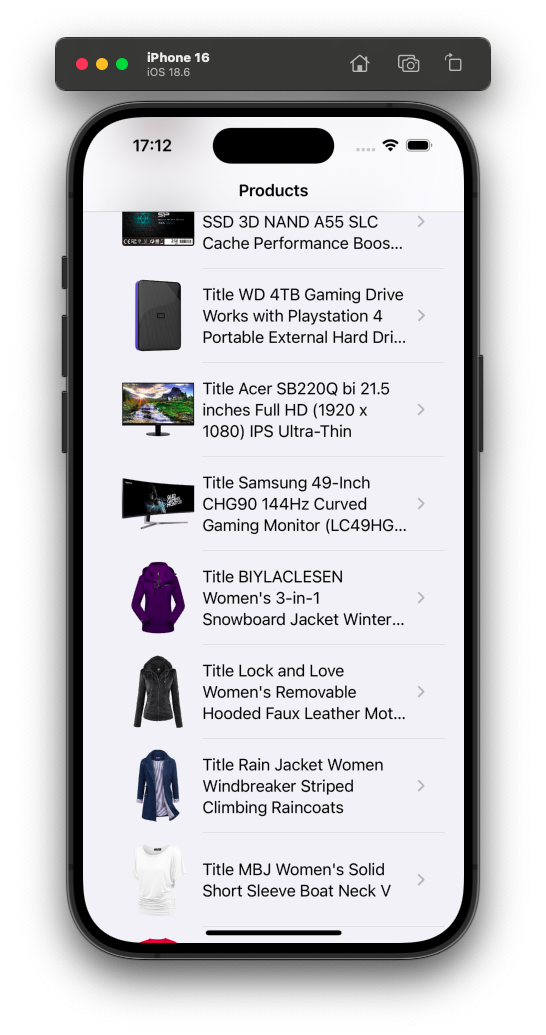 iPhone 16
iOS 18.6
17:12
Products
SP
SSD 3D NAND A55 SLC
Cache Performance Boos...
Title WD 4TB Gaming Drive
Works with Playstation 4
Portable External Hard Dri...
Title Acer SB220Q bi 21.5
inches Full HD (1920 x
1080) IPS Ultra-Thin
Title Samsung 49-Inch
CHG90 144Hz Curved
Gaming Monitor (LC49HG...
Title BIYLACLESEN
Women's 3-in-1
Snowboard Jacket Winter...
Title Lock and Love
Women's Removable
Hooded Faux Leather Mot...
Title Rain Jacket Women
Windbreaker Striped
Climbing Raincoats
Title MBJ Women's Solid
Short Sleeve Boat Neck V